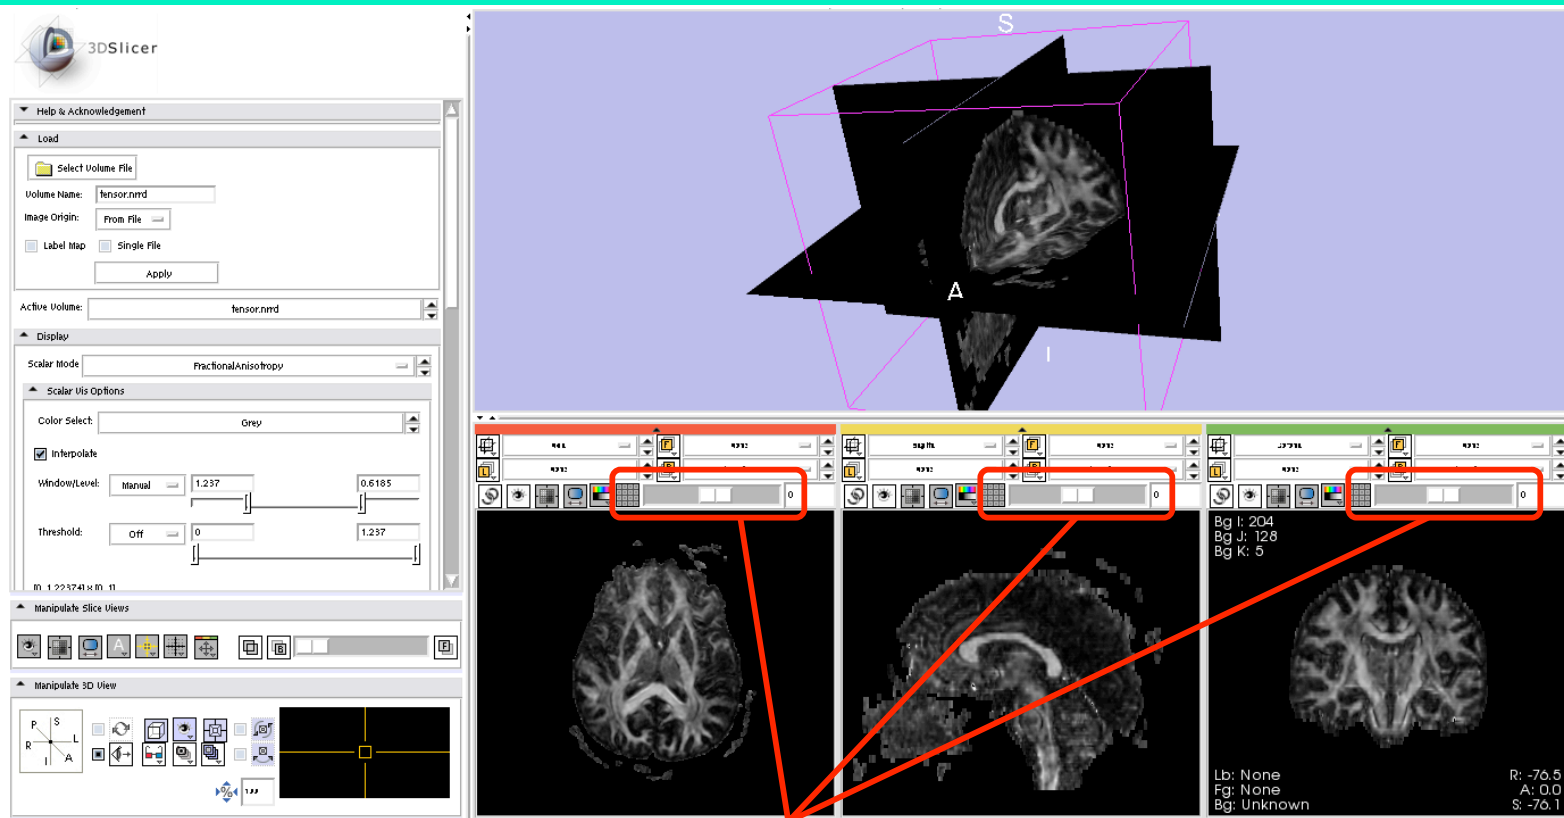 3DSlicer
Help & Acknowledgement
Load
Select Volume File
Volume Name: tensor.nrrd
Image Origin: From File
Label Map Single File
Apply
Active Volume: tensor.nrrd
Display
Scalar Mode FractionalAnisotropy
Scalar Vis Options
Color Select: Grey
Interpolate
Window/Level: Manual 1.237 0.6185
Threshold: Off 0 1.237
Manipulate Slice Views
A B F
Manipulate 3D View
P S
R L
I A
%
S
A
I
F F F
L B L B L B
0 0 0
Bg I: 204
Bg J: 128
Bg K: 5
Lb: None
Fg: None
Bg: Unknown
R: -76.5
A: 0.0
S: -76.1